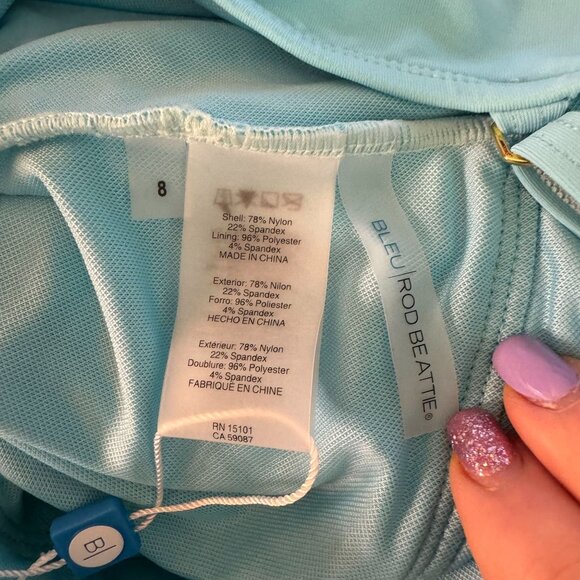 8
Shell: 78% Nylon
22% Spandex
Lining: 96% Polyester
4% Spandex
MADE IN CHINA
Exterior: 78% Nilon
22% Spandex
Forro: 96% Poliester
4% Spandex
HECHO EN CHINA
Exterieur: 78% Nylon
22% Spandex
Doublure: 96% Polyester
4% Spandex
FABRIQUE EN CHINE
RN 15101
CA 59087
BLEU|ROD BEATTIE®
Bl